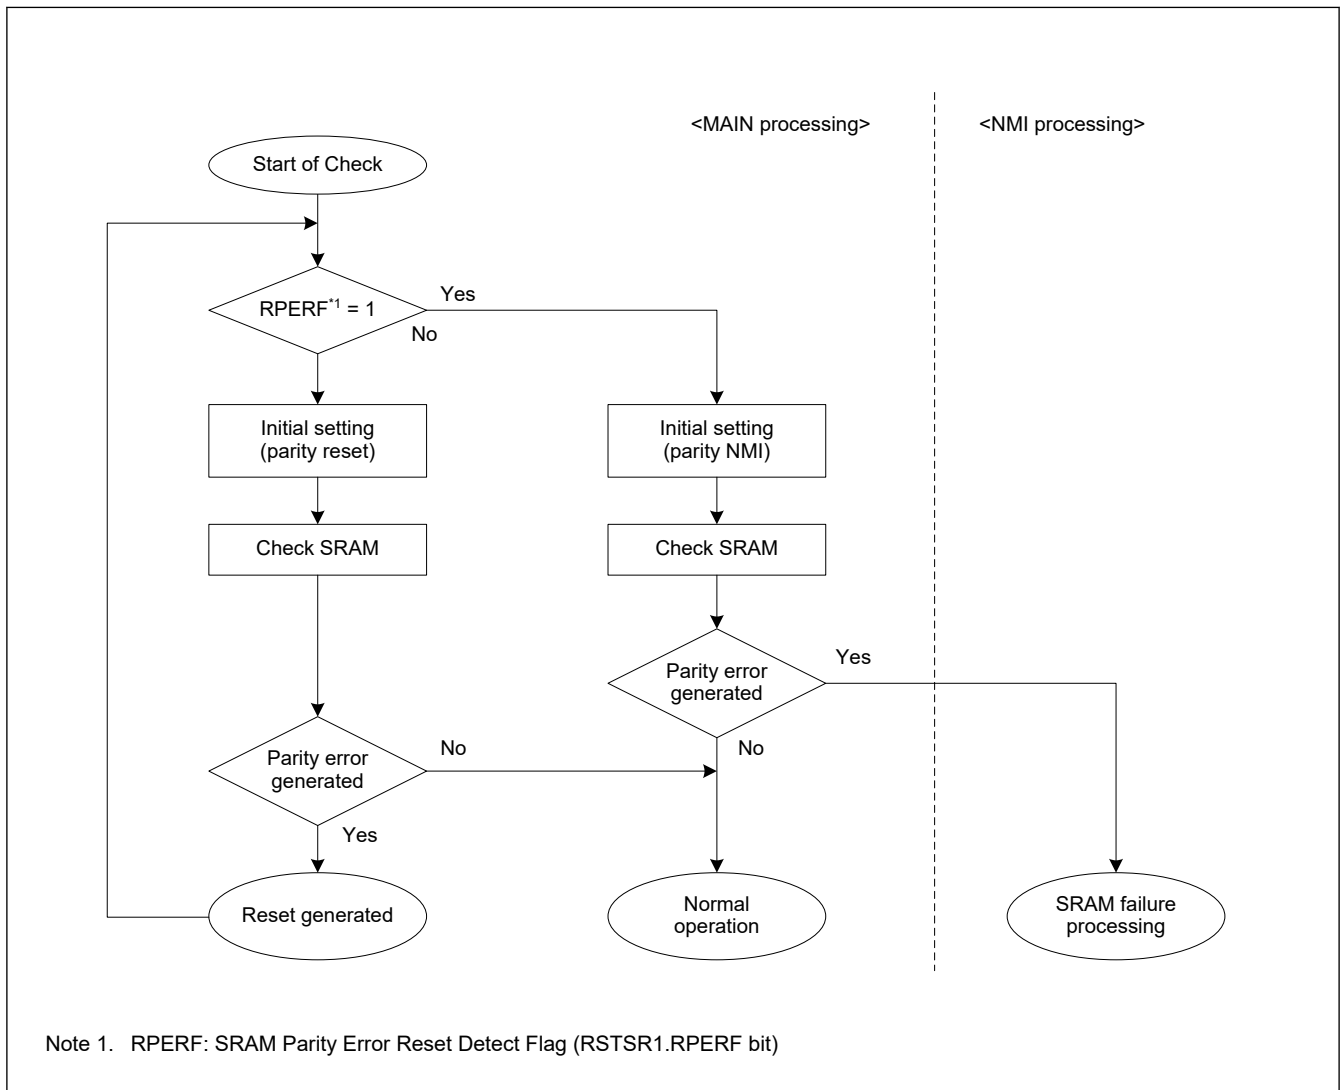 <MAIN processing>
<NMI processing>
Start of Check
RPERF*1 = 1
Yes
No
Initial setting
(parity reset)
Initial setting
(parity NMI)
Check SRAM
Check SRAM
Parity error
generated
Yes
No
Parity error
generated
No
Yes
Reset generated
Normal
operation
SRAM failure
processing
Note 1. RPERF: SRAM Parity Error Reset Detect Flag (RSTSR1.RPERF bit)